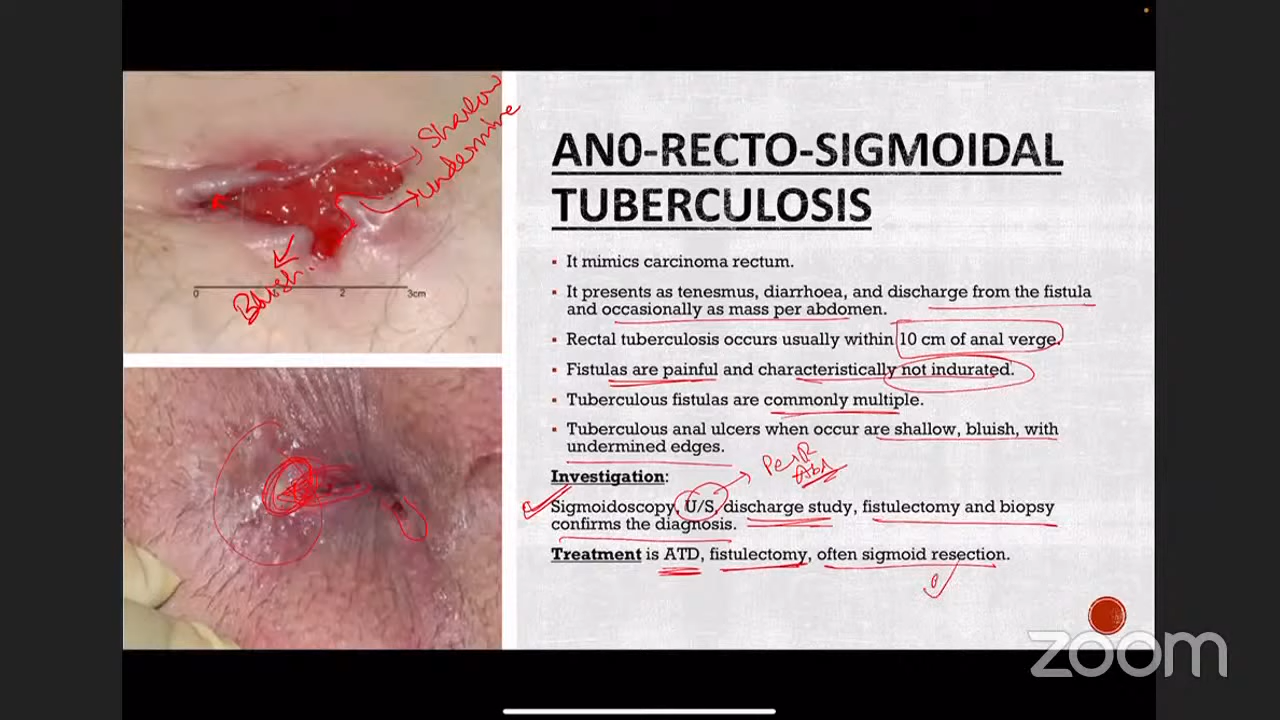 Shallow
undermine
Bluish.
0
2
3cm
AN0-RECTO-SIGMOIDAL
TUBERCULOSIS
▪ It mimics carcinoma rectum.
▪ It presents as tenesmus, diarrhoea, and discharge from the fistula
and occasionally as mass per abdomen.
▪ Rectal tuberculosis occurs usually within 10 cm of anal verge.
▪ Fistulas are painful and characteristically not indurated.
▪ Tuberculous fistulas are commonly multiple.
▪ Tuberculous anal ulcers when occur are shallow, bluish, with
undermined edges.
Investigation:
Sigmoidoscopy, U/S, discharge study, fistulectomy and biopsy
confirms the diagnosis.
Treatment is ATD, fistulectomy, often sigmoid resection.
zoom